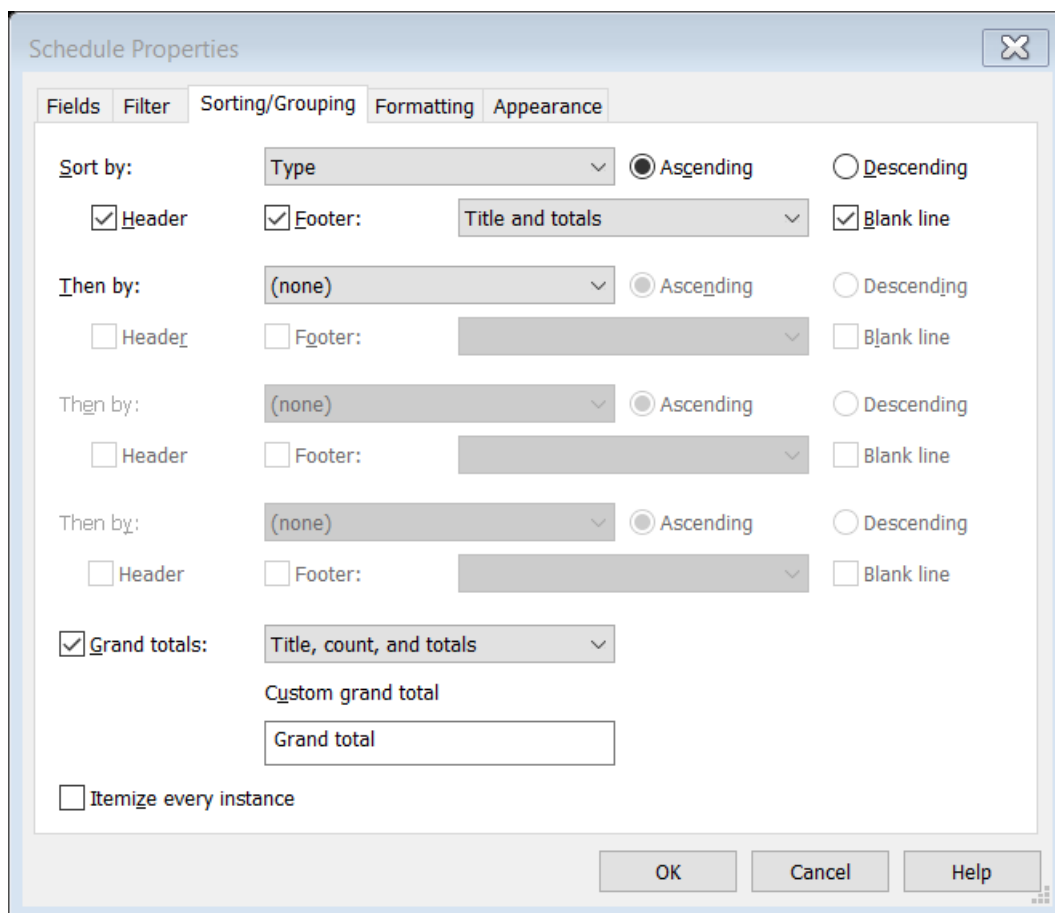 Schedule Properties
Fields Filter Sorting/Grouping Formatting Appearance
Sort by: Type Ascending Descending
Header Footer: Title and totals Blank line
Then by: (none) Ascending Descending
Header Footer: Blank line
Then by: (none) Ascending Descending
Header Footer: Blank line
Then by: (none) Ascending Descending
Header Footer: Blank line
Grand totals: Title, count, and totals
Custom grand total
Grand total
Itemize every instance
OK Cancel Help